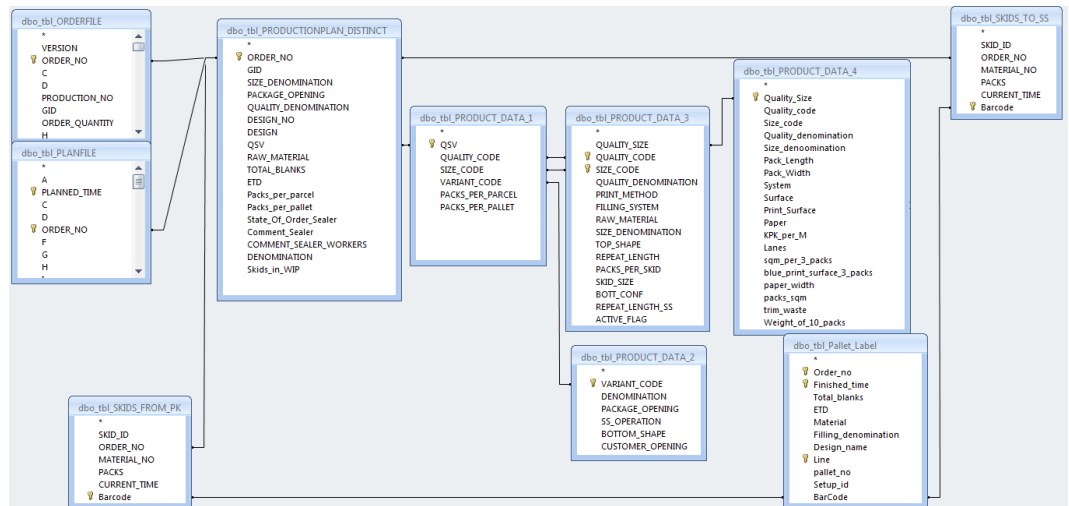 dbo_tbl_ORDERFILE
*
VERSION
ORDER_NO
C
D
PRODUCTION_NO
GID
ORDER_QUANTITY
H
dbo_tbl_PLANFILE
*
A
PLANNED_TIME
C
D
ORDER_NO
F
G
H
dbo_tbl_PRODUCTIONPLAN_DISTINCT
*
ORDER_NO
GID
SIZE_DENOMINATION
PACKAGE_OPENING
QUALITY_DENOMINATION
DESIGN_NO
DESIGN
QSV
RAW_MATERIAL
TOTAL_BLANKS
ETD
Packs_per_parcel
Packs_per_pallet
State_Of_Order_Sealer
Comment_Sealer
COMMENT_SEALER_WORKERS
DENOMINATION
Skids_in_WIP
dbo_tbl_PRODUCT_DATA_1
*
QSV
QUALITY_CODE
SIZE_CODE
VARIANT_CODE
PACKS_PER_PARCEL
PACKS_PER_PALLET
dbo_tbl_PRODUCT_DATA_3
*
QUALITY_SIZE
QUALITY_CODE
SIZE_CODE
QUALITY_DENOMINATION
PRINT_METHOD
FILLING_SYSTEM
RAW_MATERIAL
SIZE_DENOMINATION
TOP_SHAPE
REPEAT_LENGTH
PACKS_PER_SKID
SKID_SIZE
BOTT_CONF
REPEAT_LENGTH_SS
ACTIVE_FLAG
dbo_tbl_PRODUCT_DATA_4
*
Quality_Size
Quality_code
Size_code
Quality_denomination
Size_denoomination
Pack_Length
Pack_Width
System
Surface
Print_Surface
Paper
KPK_per_M
Lanes
sqm_per_3_packs
blue_print_surface_3_packs
paper_width
packs_sqm
trim_waste
Weight_of_10_packs
dbo_tbl_SKIDS_TO_SS
*
SKID_ID
ORDER_NO
MATERIAL_NO
PACKS
CURRENT_TIME
Barcode
dbo_tbl_PRODUCT_DATA_2
*
VARIANT_CODE
DENOMINATION
PACKAGE_OPENING
SS_OPERATION
BOTTOM_SHAPE
CUSTOMER_OPENING
dbo_tbl_Pallet_Label
*
Order_no
Finished_time
Total_blanks
ETD
Material
Filling_denomination
Design_name
Line
pallet_no
Setup_id
BarCode
dbo_tbl_SKIDS_FROM_PK
*
SKID_ID
ORDER_NO
MATERIAL_NO
PACKS
CURRENT_TIME
Barcode